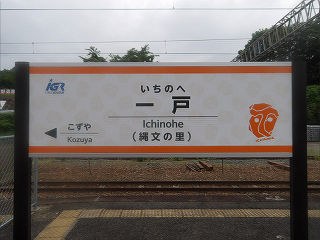 IGR
いちのへ
一戸
Ichinohe
(縄文の里)
こずや
Kozuya